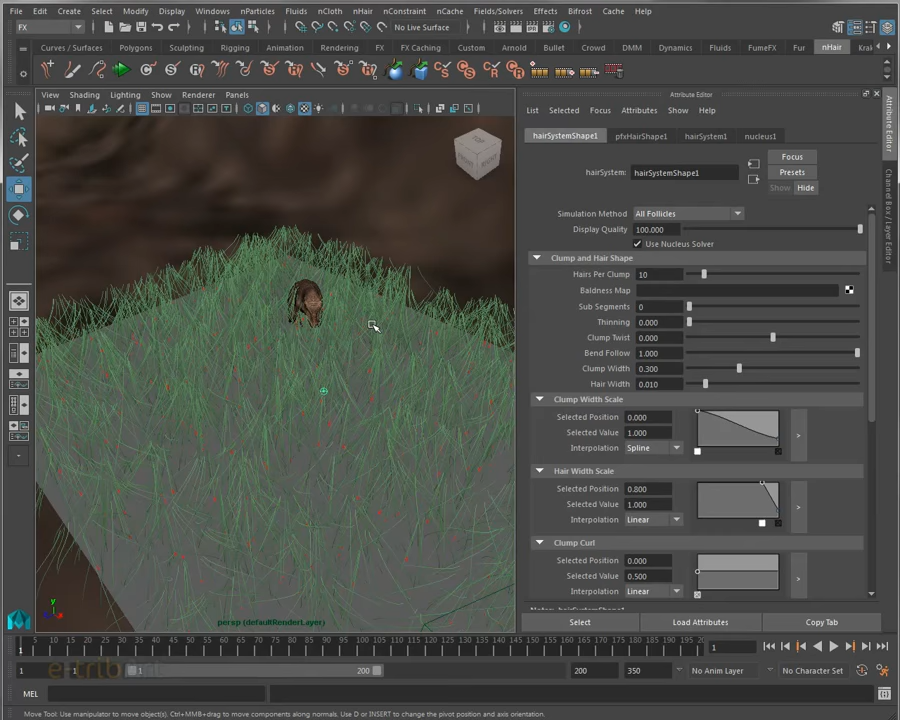 File Edit Create Select Modify Display Windows nParticles Fluids nCloth nHair nConstraint nCache Fields/Solvers Effects Bifrost Cache Help
FX No Live Surface
Curves / Surfaces Polygons Sculpting Rigging Animation Rendering FX FX Caching Custom Arnold Bullet Crowd DMM Dynamics Fluids FumeFX Fur nHair Kral
View Shading Lighting Show Renderer Panels
Attribute Editor
List Selected Focus Attributes Show Help
hairSystemShape1 pfxHairShape1 hairSystem1 nucleus1
hairSystem: hairSystemShape1
Focus
Presets
Show Hide
Simulation Method All Follicles
Display Quality 100.000
Use Nucleus Solver
Clump and Hair Shape
Hairs Per Clump 10
Baldness Map
Sub Segments 0
Thinning 0.000
Clump Twist 0.000
Bend Follow 1.000
Clump Width 0.300
Hair Width 0.010
Clump Width Scale
Selected Position 0.000
Selected Value 1.000
Interpolation Spline
>
Hair Width Scale
Selected Position 0.800
Selected Value 1.000
Interpolation Linear
>
Clump Curl
Selected Position 0.000
Selected Value 0.500
Interpolation Linear
>
Select Load Attributes Copy Tab
Attribute Editor
Channel Box / Layer Editor
y
persp (defaultRenderLayer)
1 5 10 15 20 25 30 35 40 45 50 55 60 65 70 75 80 85 90 95 100 105 110 115 120 125 130 135 140 145 150 155 160 165 170 175 180 185 190 195 1
1 1 1 200 200 350 No Anim Layer No Character Set
MEL
Move Tool: Use manipulator to move object(s). Ctrl+MMB+drag to move components along normals. Use D or INSERT to change the pivot position and axis orientation.